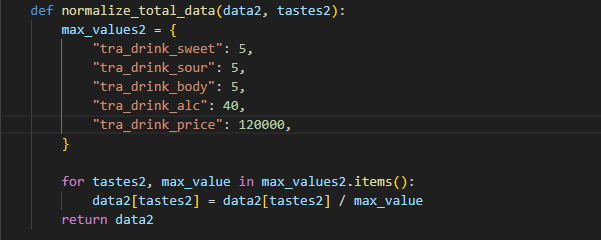 def normalize_total_data(data2, tastes2):
    max_values2 = {
        "tra_drink_sweet": 5,
        "tra_drink_sour": 5,
        "tra_drink_body": 5,
        "tra_drink_alc": 40,
        "tra_drink_price": 120000,
    }

    for tastes2, max_value in max_values2.items():
        data2[tastes2] = data2[tastes2] / max_value
    return data2